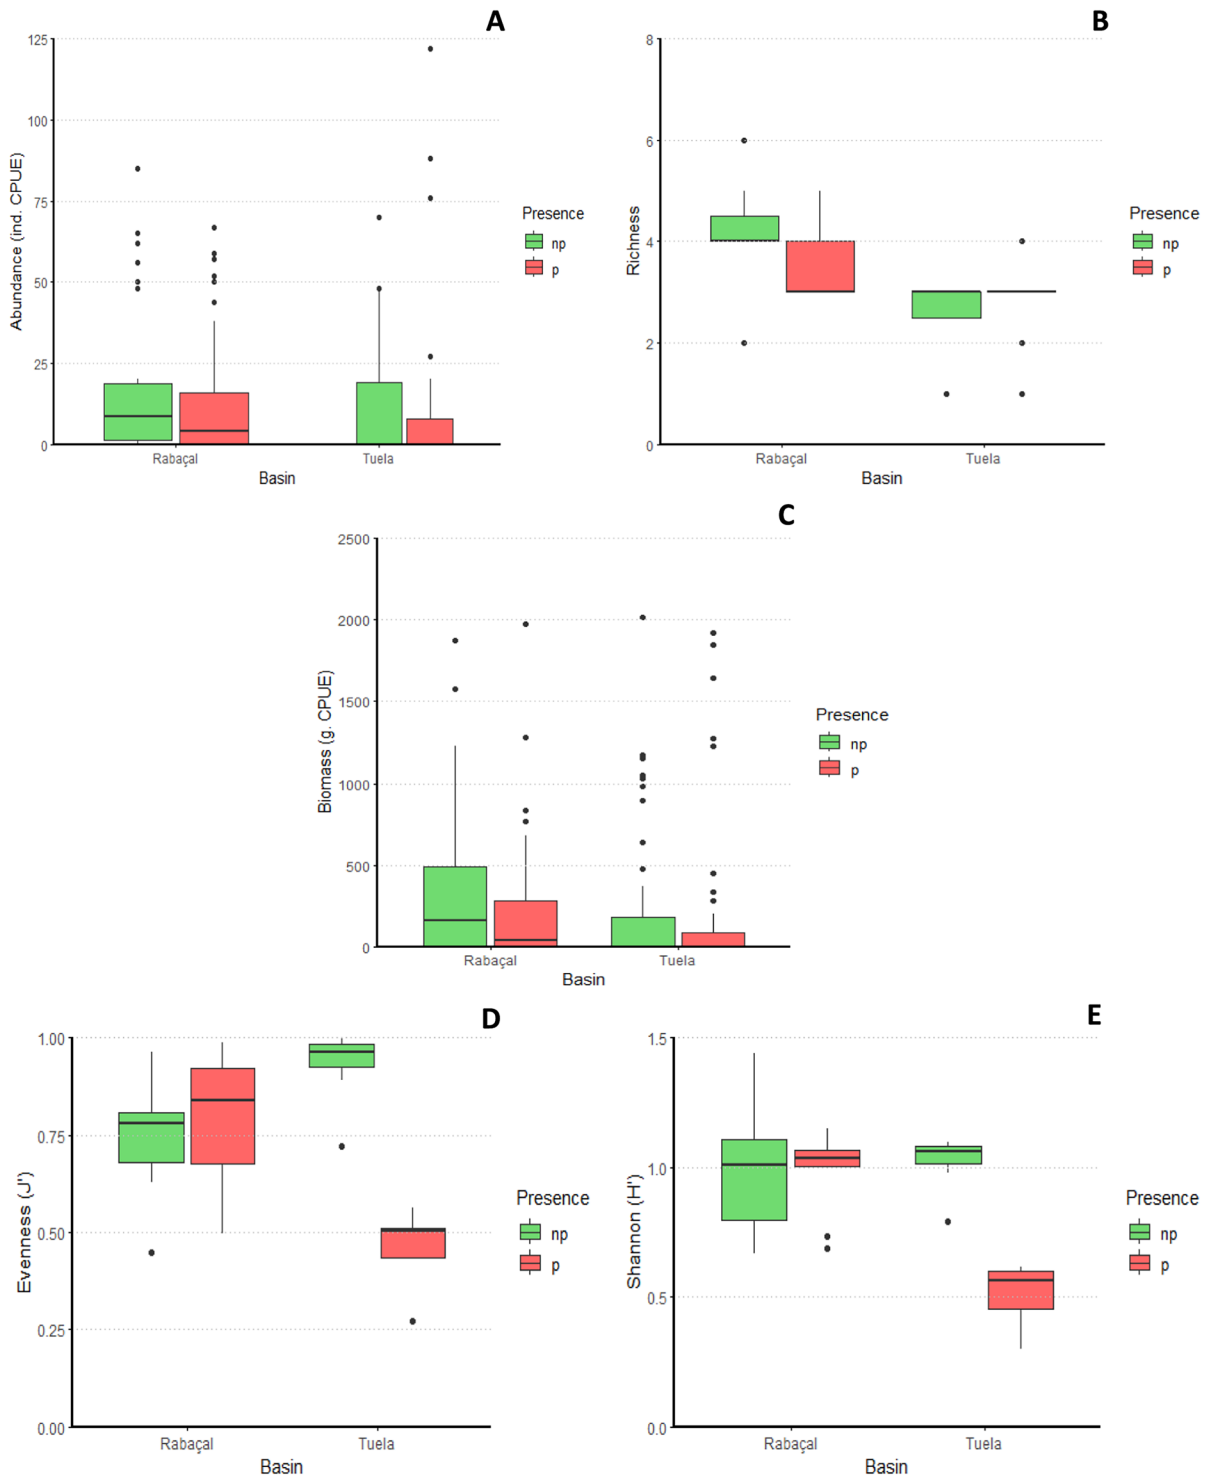 A
125
100
75
50
25
0
Abundance (ind. CPUE)
Rabaçal
Tuela
Basin
Presence
np
p
B
8
6
4
2
0
Richness
Rabaçal
Tuela
Basin
Presence
np
p
C
2500
2000
1500
1000
500
0
Biomass (g. CPUE)
Rabaçal
Tuela
Basin
Presence
np
p
D
1.00
0.75
0.50
0.25
0.00
Evenness (J')
Rabaçal
Tuela
Basin
Presence
np
p
E
1.5
1.0
0.5
0.0
Shannon (H')
Rabaçal
Tuela
Basin
Presence
np
p